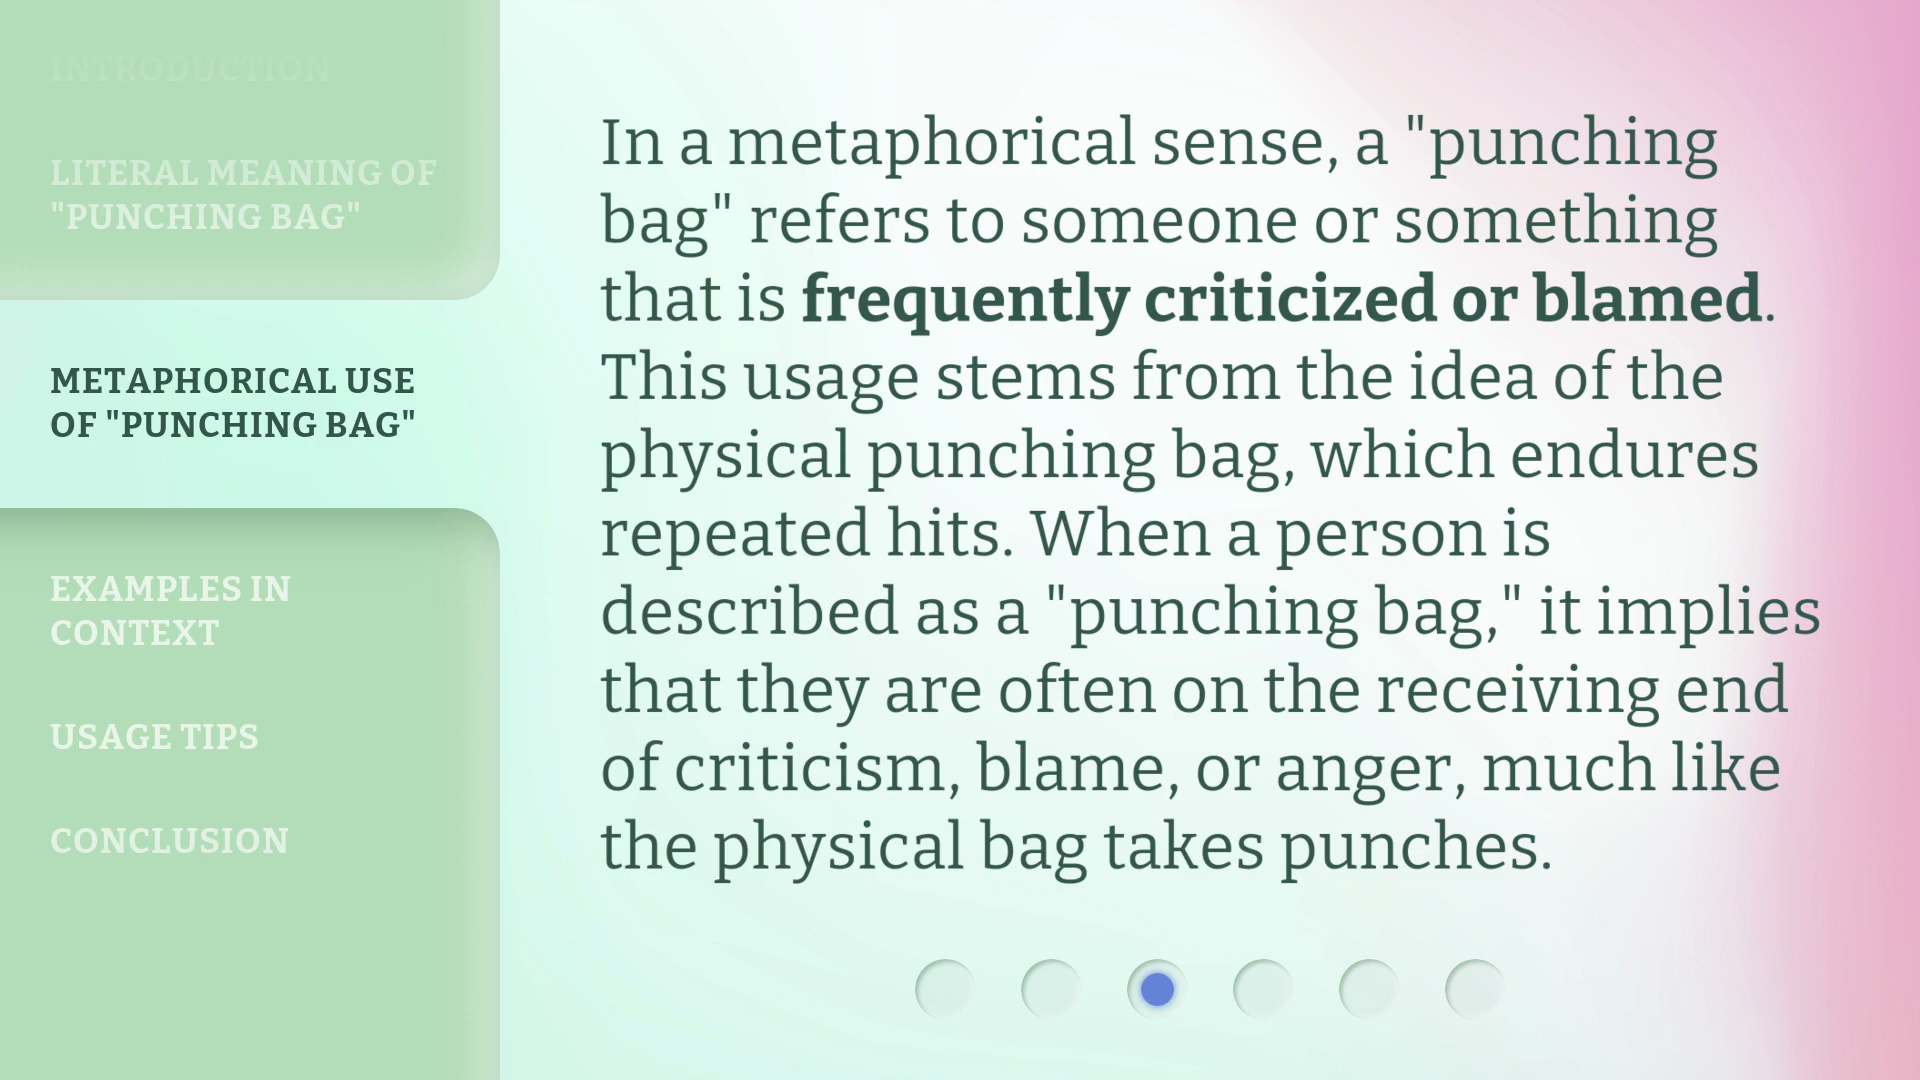 INTRODUCTION
LITERAL MEANING OF
"PUNCHING BAG"
METAPHORICAL USE
OF "PUNCHING BAG"
EXAMPLES IN
CONTEXT
USAGE TIPS
CONCLUSION
In a metaphorical sense, a "punching
bag" refers to someone or something
that is frequently criticized or blamed.
This usage stems from the idea of the
physical punching bag, which endures
repeated hits. When a person is
described as a "punching bag," it implies
that they are often on the receiving end
of criticism, blame, or anger, much like
the physical bag takes punches.